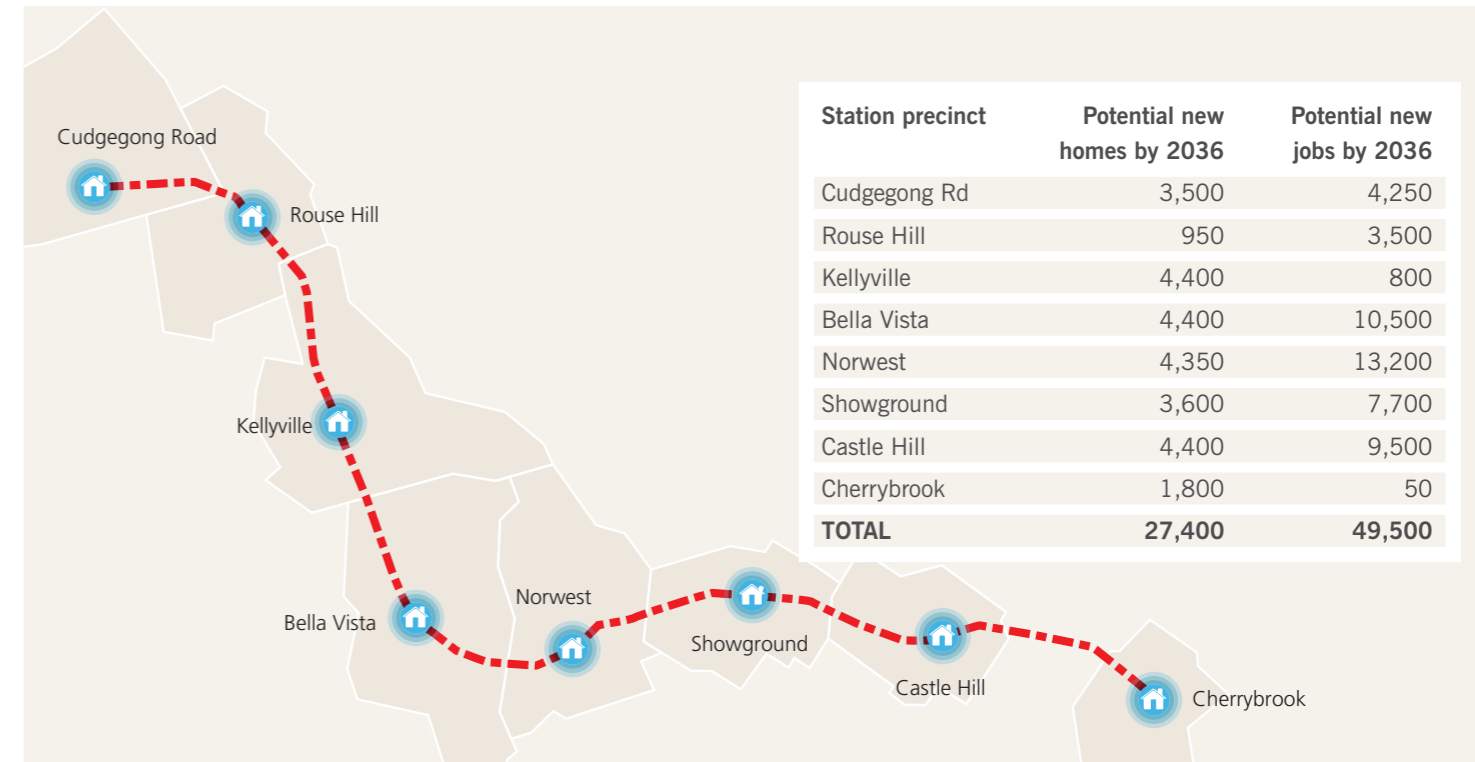 Cudgegong Road
Rouse Hill
Kellyville
Bella Vista
Norwest
Showground
Castle Hill
Cherrybrook
Station precinct Potential new homes by 2036 Potential new jobs by 2036
Cudgegong Rd 3,500 4,250
Rouse Hill 950 3,500
Kellyville 4,400 800
Bella Vista 4,400 10,500
Norwest 4,350 13,200
Showground 3,600 7,700
Castle Hill 4,400 9,500
Cherrybrook 1,800 50
TOTAL 27,400 49,500